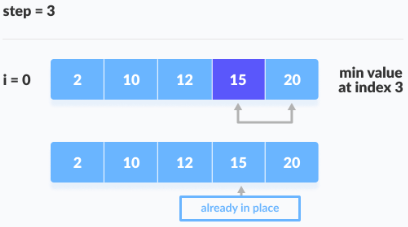 step = 3
i = 0
2 10 12 15 20
min value
at index 3
2 10 12 15 20
already in place